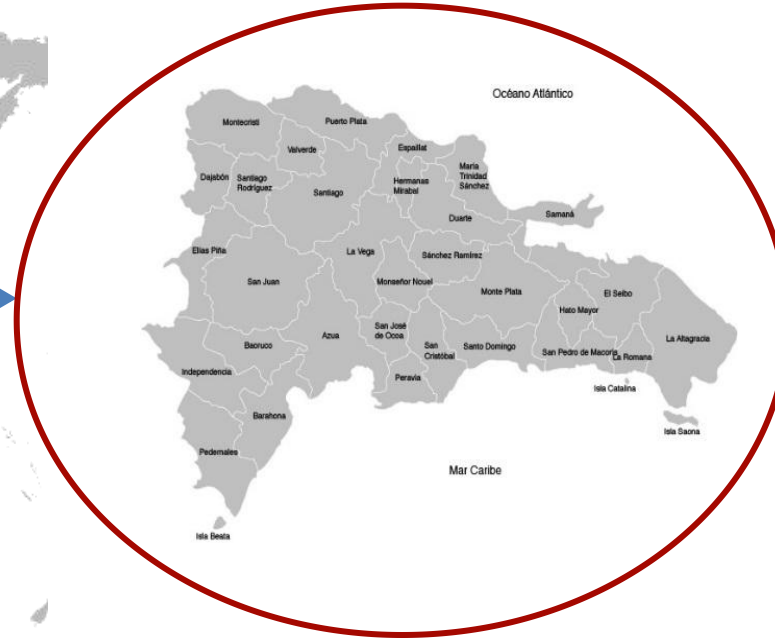 Océano Atlántico
Montecristi
Puerto Plata
Valverde
Espaillat
Dajabón
Santiago
Rodríguez
Santiago
Hermanas
Mirabal
María
Trinidad
Sánchez
Duarte
Samaná
Elías Piña
La Vega
Sánchez Ramírez
San Juan
Monseñor Nouel
Monte Plata
El Seibo
Hato Mayor
Baoruco
Azua
San José
de Ocoa
San
Cristóbal
Santo Domingo
San Pedro de Macorís
La Romana
La Altagracia
Independencia
Peravia
Isla Catalina
Barahona
Isla Saona
Pedernales
Mar Caribe
Isla Beata